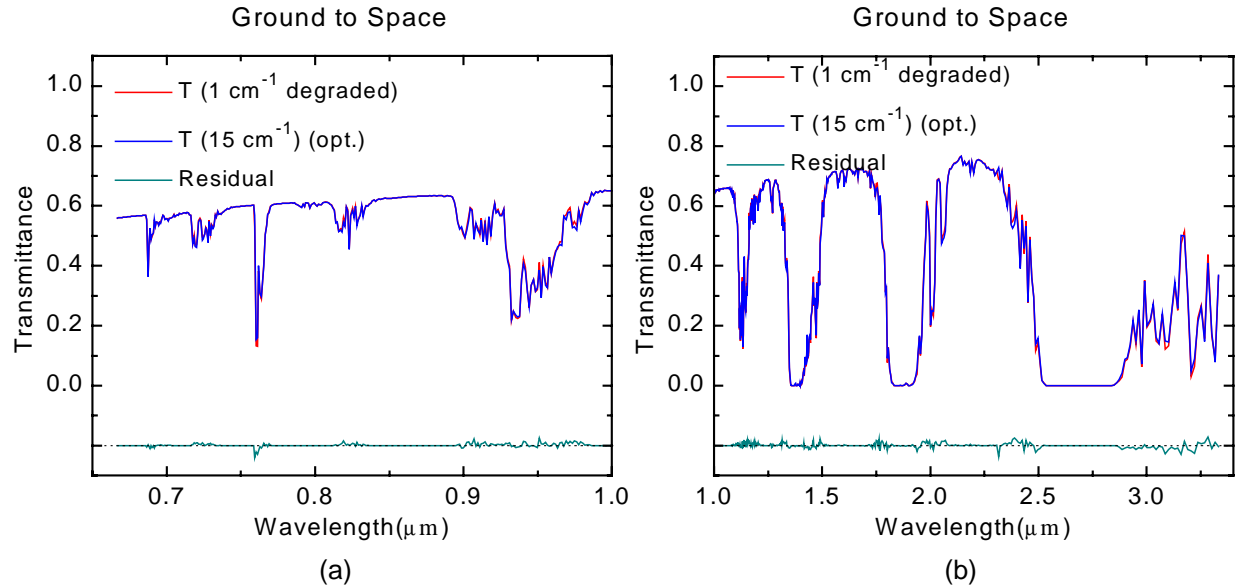 Ground to Space
T (1 cm⁻¹ degraded)
T (15 cm⁻¹) (opt.)
Residual
Transmittance
1.0
0.8
0.6
0.4
0.2
0.0
0.7
0.8
0.9
1.0
Wavelength(μm)
(a)
Ground to Space
T (1 cm⁻¹ degraded)
T (15 cm⁻¹) (opt.)
Residual
Transmittance
1.0
0.8
0.6
0.4
0.2
0.0
1.0
1.5
2.0
2.5
3.0
Wavelength(μm)
(b)